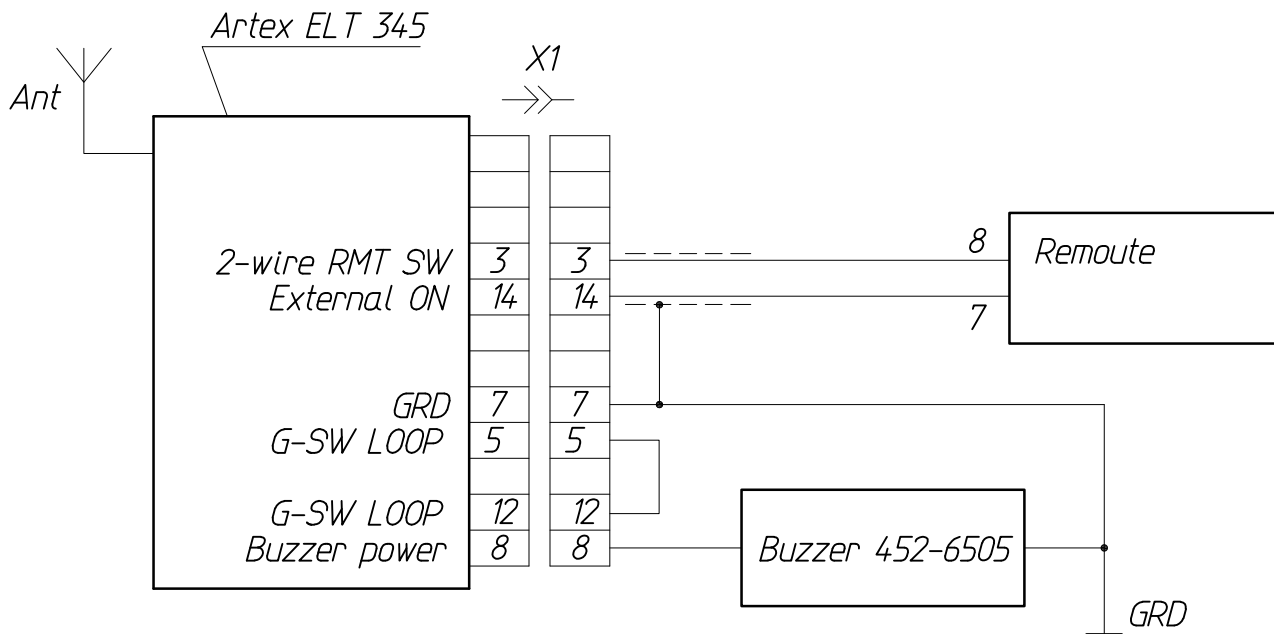 Artex ELT 345
X1
Ant
2-wire RMT SW 3 3 8 Remoute
External ON 14 14 7
GRD 7 7
G-SW LOOP 5 5
G-SW LOOP 12 12
Buzzer power 8 8 Buzzer 452-6505
GRD